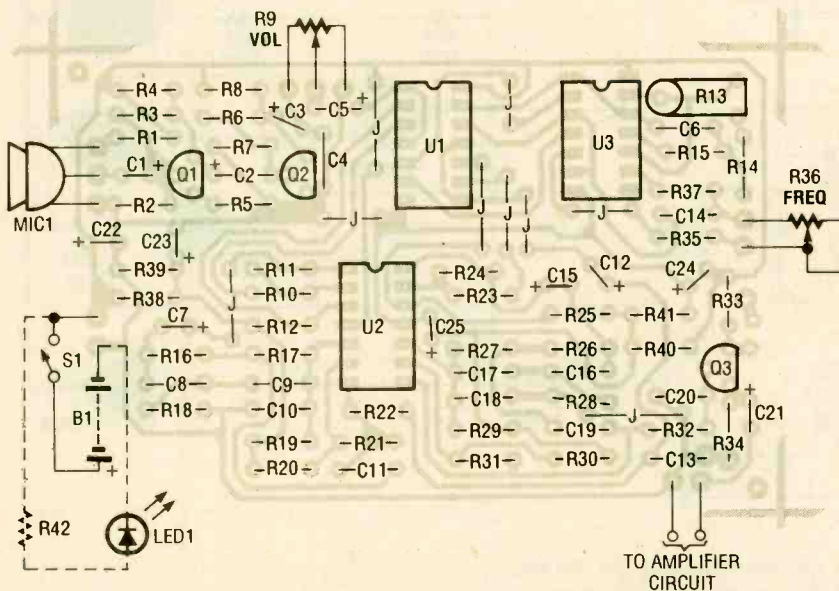 R9
VOL
R4
R8
R3
R6
C3
C5
R1
R7
C4
C1
Q1
C2
Q2
R2
R5
MIC1
J
J
U1
U3
R13
C6
R15
R14
R37
C14
R35
R36
FREQ
J
J
J
J
J
C22
C23
R39
R11
R38
R10
J
C7
R12
R16
R17
C8
C9
R18
C10
U2
R22
R19
R21
R20
C11
R24
R23
C15
C12
C24
R25
R41
R33
C25
R27
R26
R40
C17
C16
Q3
C18
R28
C20
C21
J
R29
C19
R32
R34
R31
R30
C13
S1
B1
R42
LED1
TO AMPLIFIER
CIRCUIT